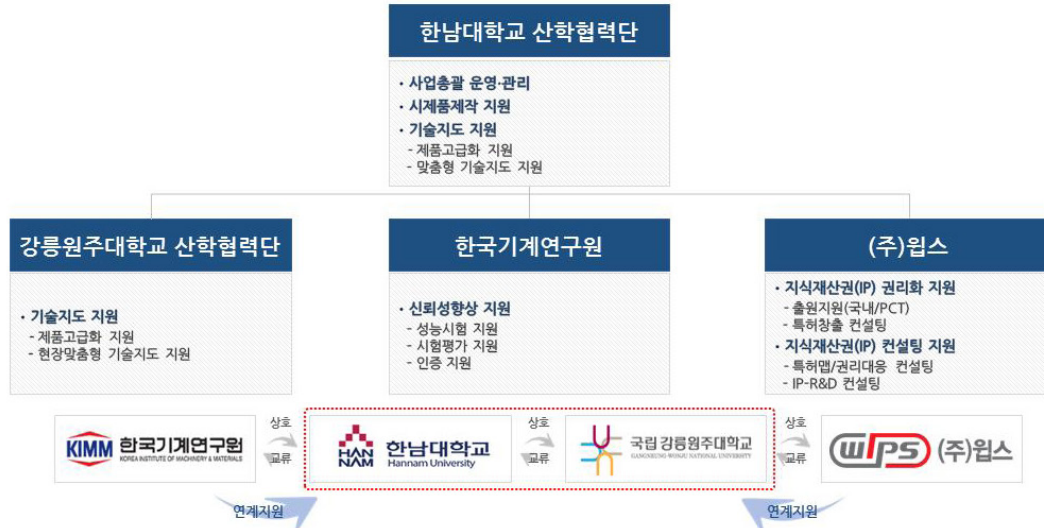 한남대학교 산학협력단
· 사업총괄 운영·관리
· 시제품제작 지원
· 기술지도 지원
- 제품고급화 지원
- 맞춤형 기술지도 지원
강릉원주대학교 산학협력단
· 기술지도 지원
- 제품고급화 지원
- 현장맞춤형 기술지도 지원
한국기계연구원
· 신뢰성향상 지원
- 성능시험 지원
- 시험평가 지원
- 인증 지원
(주)윕스
· 지식재산권(IP) 권리화 지원
- 출원지원(국내/PCT)
- 특허창출 컨설팅
· 지식재산권(IP) 컨설팅 지원
- 특허맵/권리대응 컨설팅
- IP-R&D 컨설팅
KIMM 한국기계연구원
KOREA INSTITUTE OF MACHINERY & MATERIALS
상호
교류
HAN
NAM
한남대학교
Hannam University
상호
교류
국립강릉원주대학교
GANGNEUNG-WONJU NATIONAL UNIVERSITY
상호
교류
WIPS (주)윕스
연계지원
연계지원